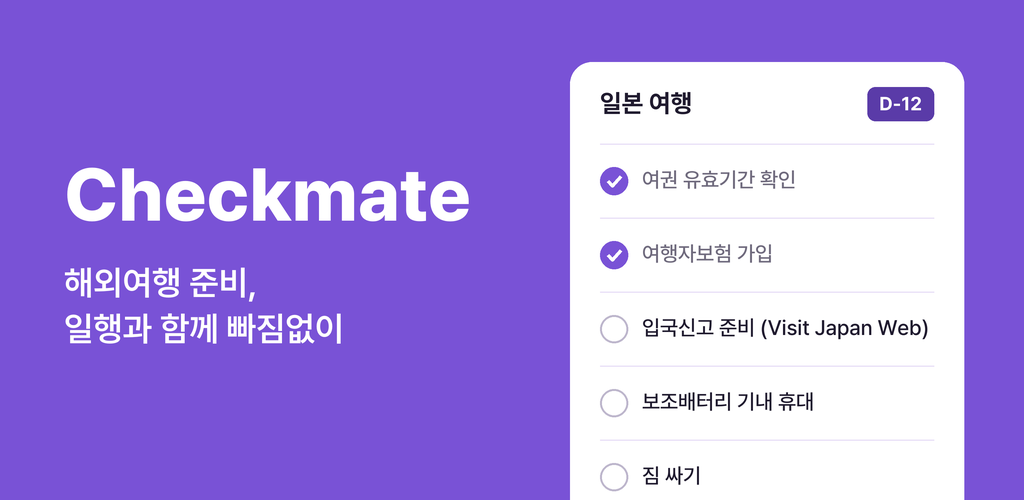 Checkmate
해외여행 준비,
일행과 함께 빠짐없이
일본 여행
D-12
여권 유효기간 확인
여행자보험 가입
입국신고 준비 (Visit Japan Web)
보조배터리 기내 휴대
짐 싸기